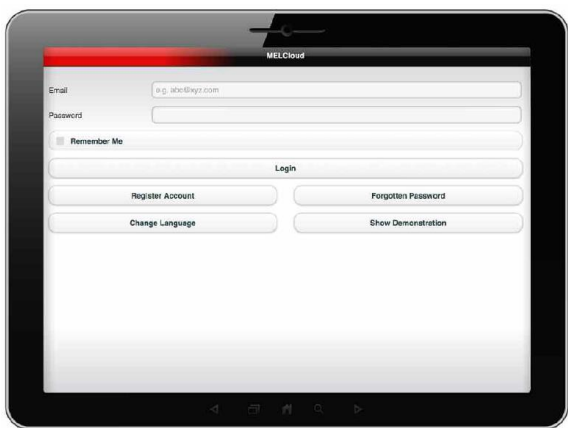 MELCloud
Email
e.g. abc@xyz.com
Password
Remember Me
Login
Register Account
Forgotten Password
Change Language
Show Demonstration